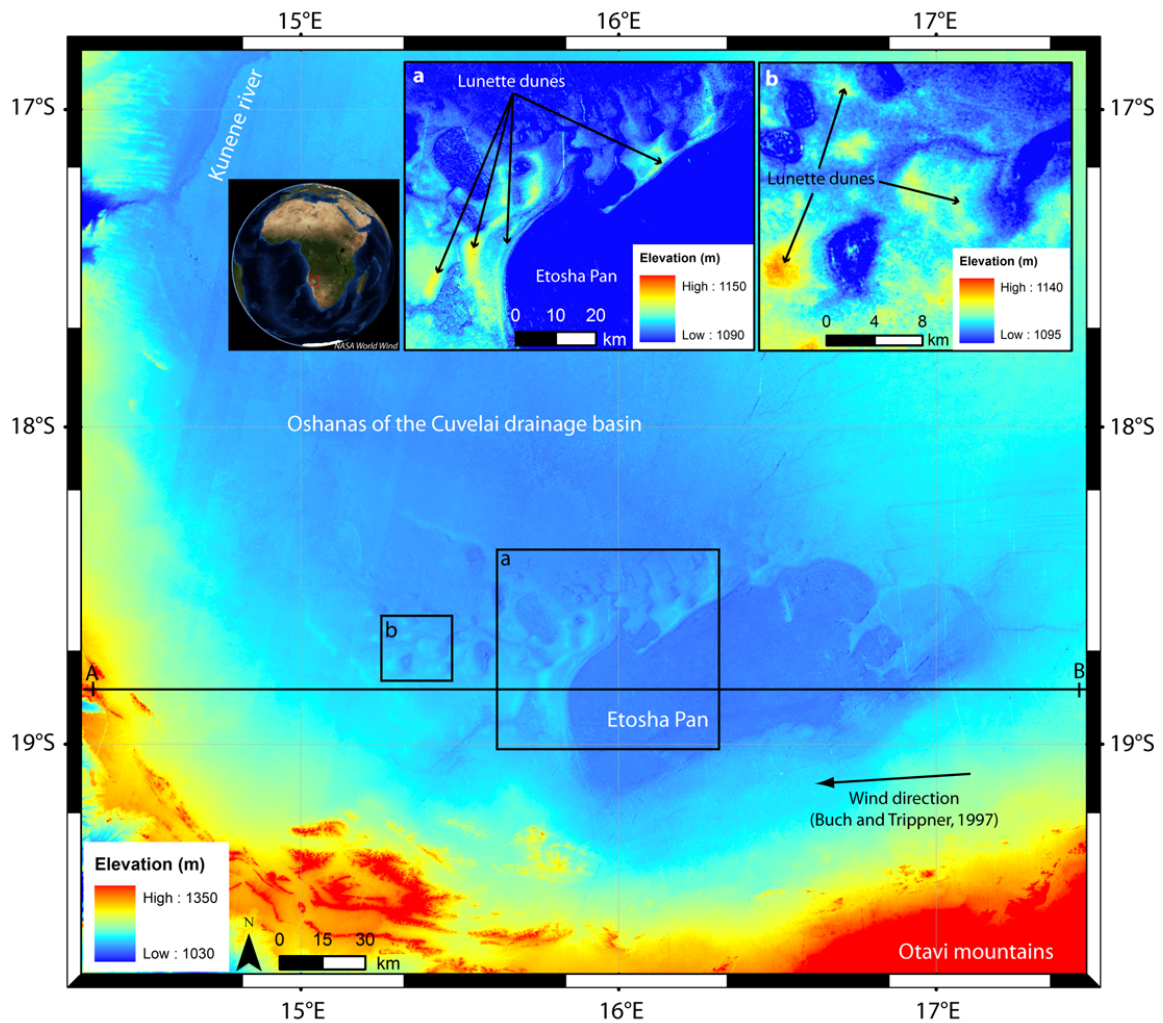 15°E
16°E
17°E
17°S
17°S
Kunene river
NASA World Wind
a
Lunette dunes
Etosha Pan
Elevation (m)
High : 1150
Low : 1090
0 10 20
km
b
Lunette dunes
Elevation (m)
High : 1140
Low : 1095
0 4 8
km
18°S
Oshanas of the Cuvelai drainage basin
18°S
a
b
A
B
Etosha Pan
19°S
19°S
Wind direction
(Buch and Trippner, 1997)
Elevation (m)
High : 1350
Low : 1030
N
0 15 30
km
Otavi mountains
15°E
16°E
17°E